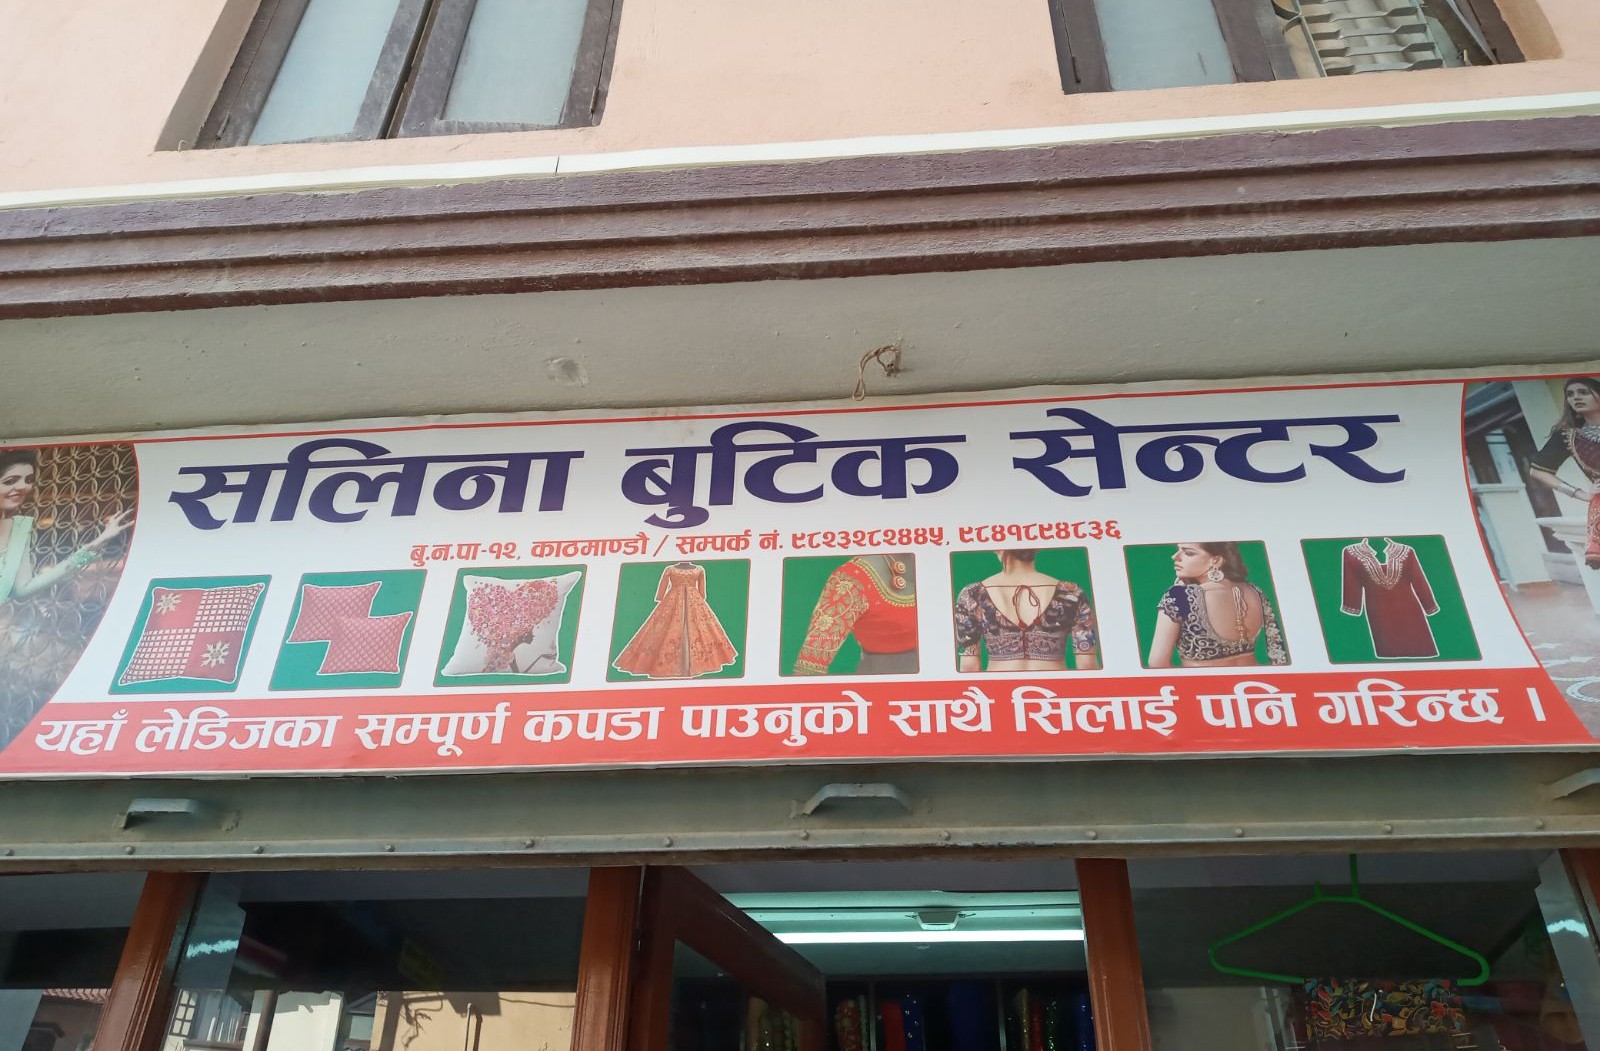 सलिना बुटिक सेन्टर
बु.न.पा-१२, काठमाण्डौ / सम्पर्क नं. ९८२३२८२४४५, ९८४१८९४८३६
यहाँ लेडिजका सम्पूर्ण कपडा पाउनुको साथै सिलाई पनि गरिन्छ ।